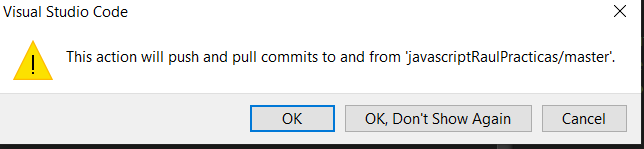 Visual Studio Code
This action will push and pull commits to and from 'javascriptRaulPracticas/master'.
OK
OK, Don't Show Again
Cancel